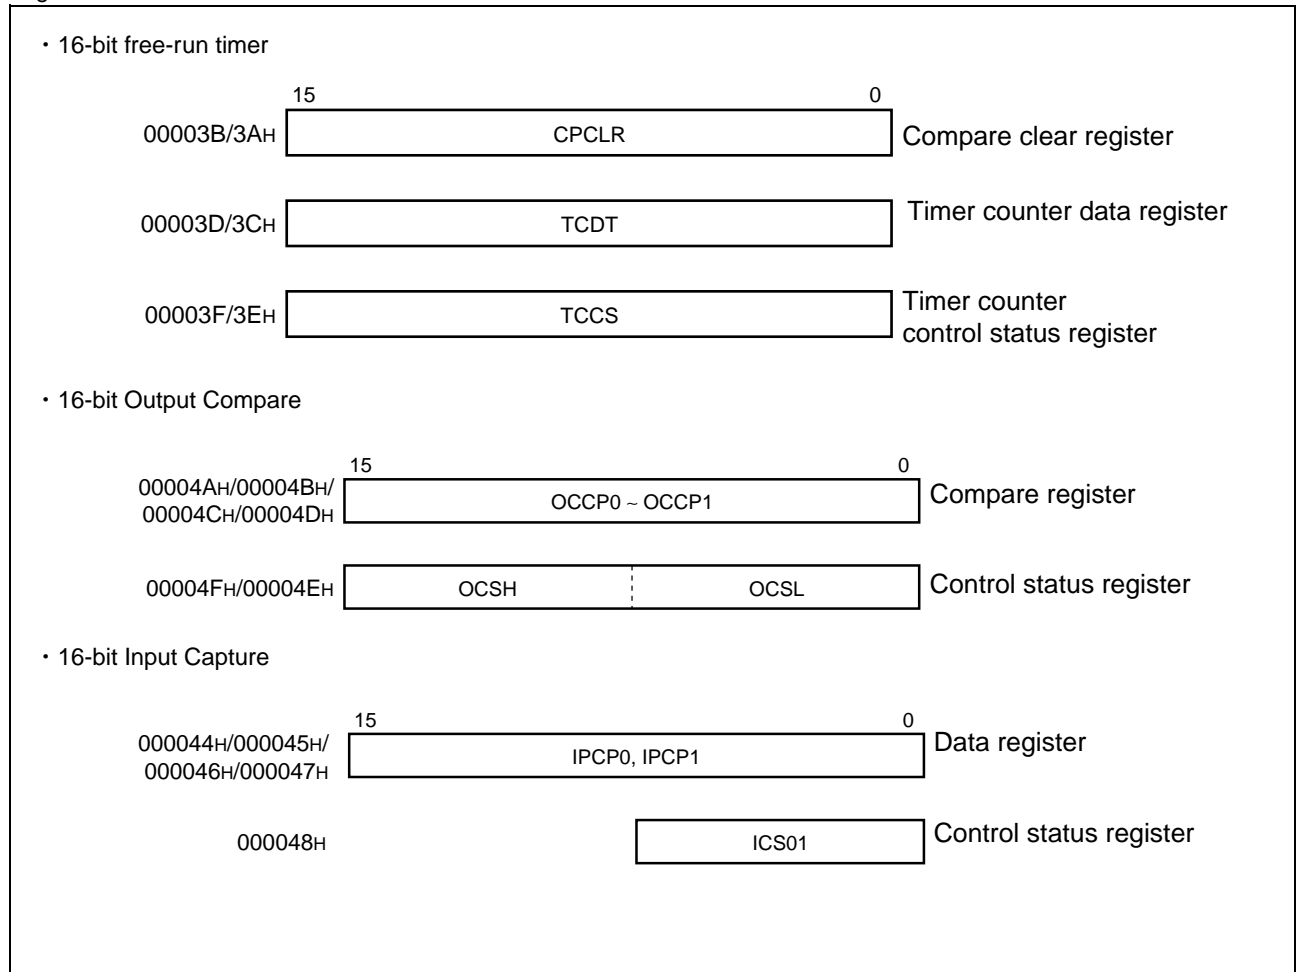 ・16-bit free-run timer
15 0
00003B/3AH CPCLR Compare clear register
00003D/3CH TCDT Timer counter data register
00003F/3EH TCCS Timer counter
control status register
・16-bit Output Compare
15 0
00004AH/00004BH/
00004CH/00004DH OCCP0 ~ OCCP1 Compare register
00004FH/00004EH OCSH OCSL Control status register
・16-bit Input Capture
15 0
000044H/000045H/
000046H/000047H IPCP0, IPCP1 Data register
000048H ICS01 Control status register